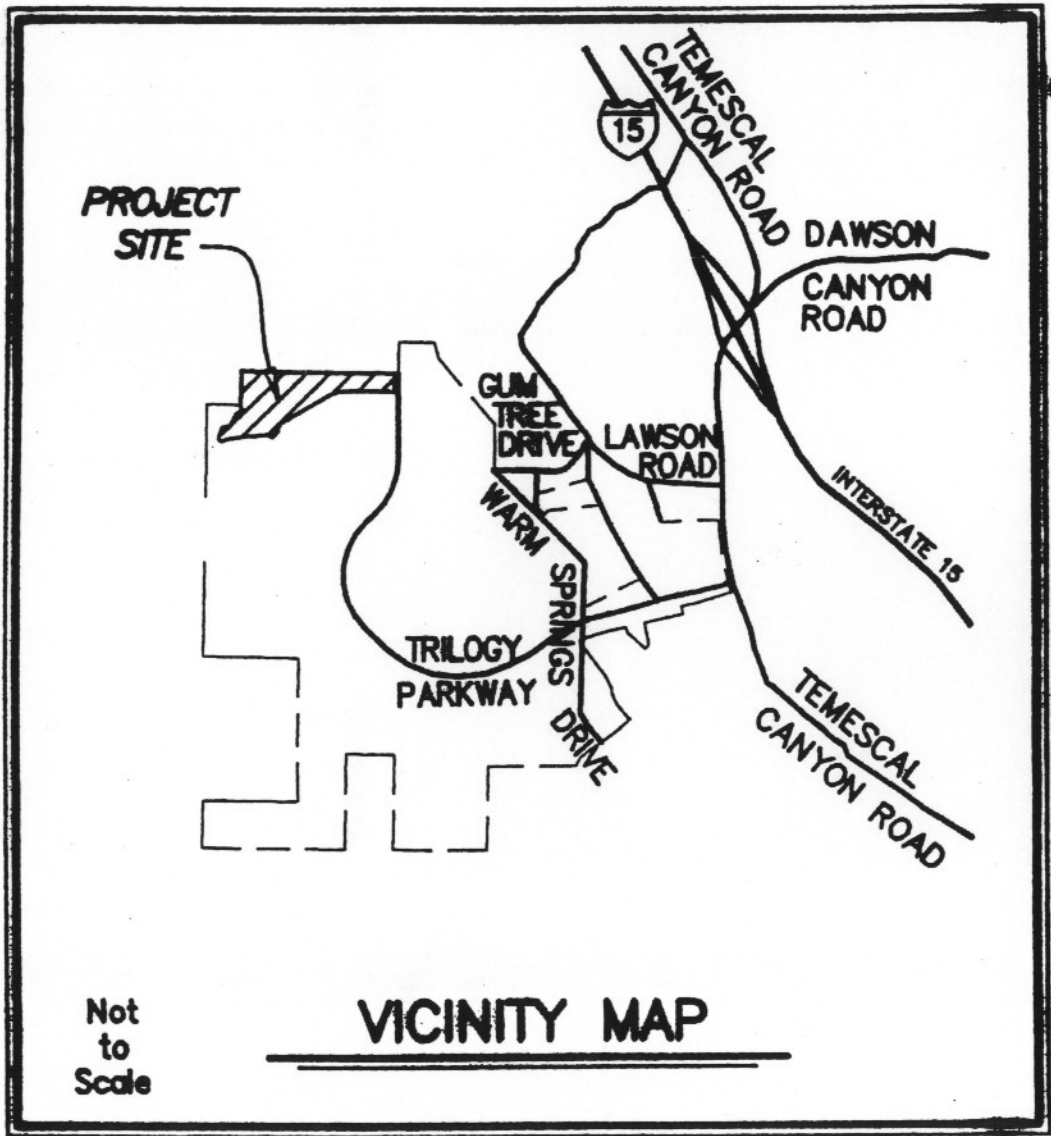 TEMESCAL
CANYON ROAD
15
PROJECT
SITE
DAWSON
CANYON
ROAD
GUM
TREE
DRIVE
LAWSON
ROAD
WARM
SPRINGS
DRIVE
INTERSTATE 15
TRILOGY
PARKWAY
TEMESCAL
CANYON ROAD
Not
to
Scale
VICINITY MAP